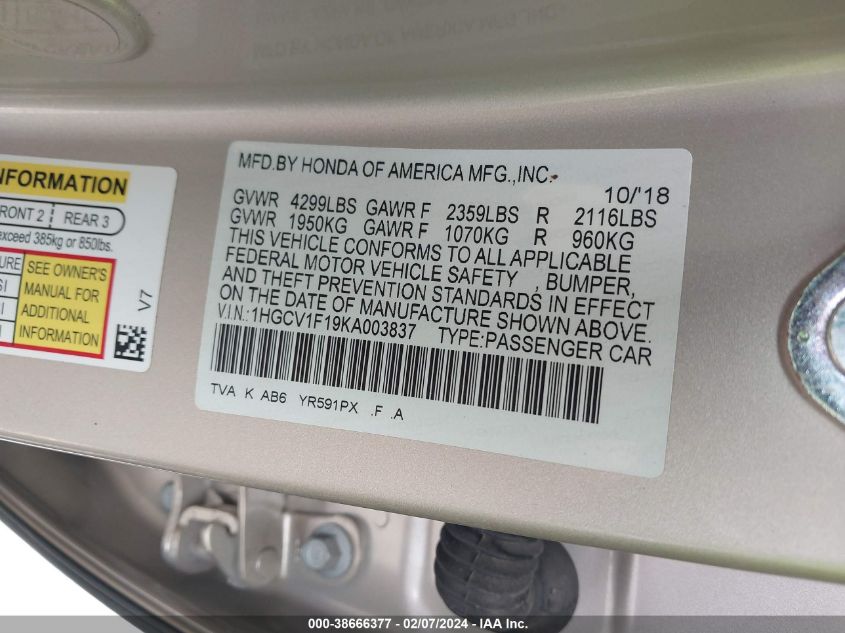 MFD.BY HONDA OF AMERICA MFG.,INC.
10/'18
GVWR 4299LBS GAWR F 2359LBS R 2116LBS
GVWR 1950KG GAWR F 1070KG R 960KG
THIS VEHICLE CONFORMS TO ALL APPLICABLE
FEDERAL MOTOR VEHICLE SAFETY , BUMPER,
AND THEFT PREVENTION STANDARDS IN EFFECT
ON THE DATE OF MANUFACTURE SHOWN ABOVE.
V.I.N.:1HGCV1F19KA003837 TYPE:PASSENGER CAR
TVA K AB6 YR591PX .F .A
FRONT 2 REAR 3
exceed 385kg or 850lbs.
SEE OWNER'S
MANUAL FOR
ADDITIONAL
INFORMATION
V7
000-38666377 - 02/07/2024 - IAA Inc.